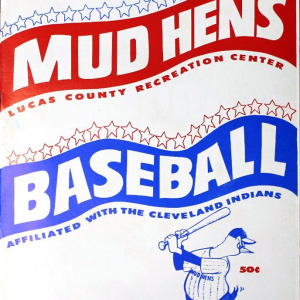 MUD HENS
LUCAS COUNTY RECREATION CENTER
BASEBALL
AFFILIATED WITH THE CLEVELAND INDIANS
MUD HENS
50¢